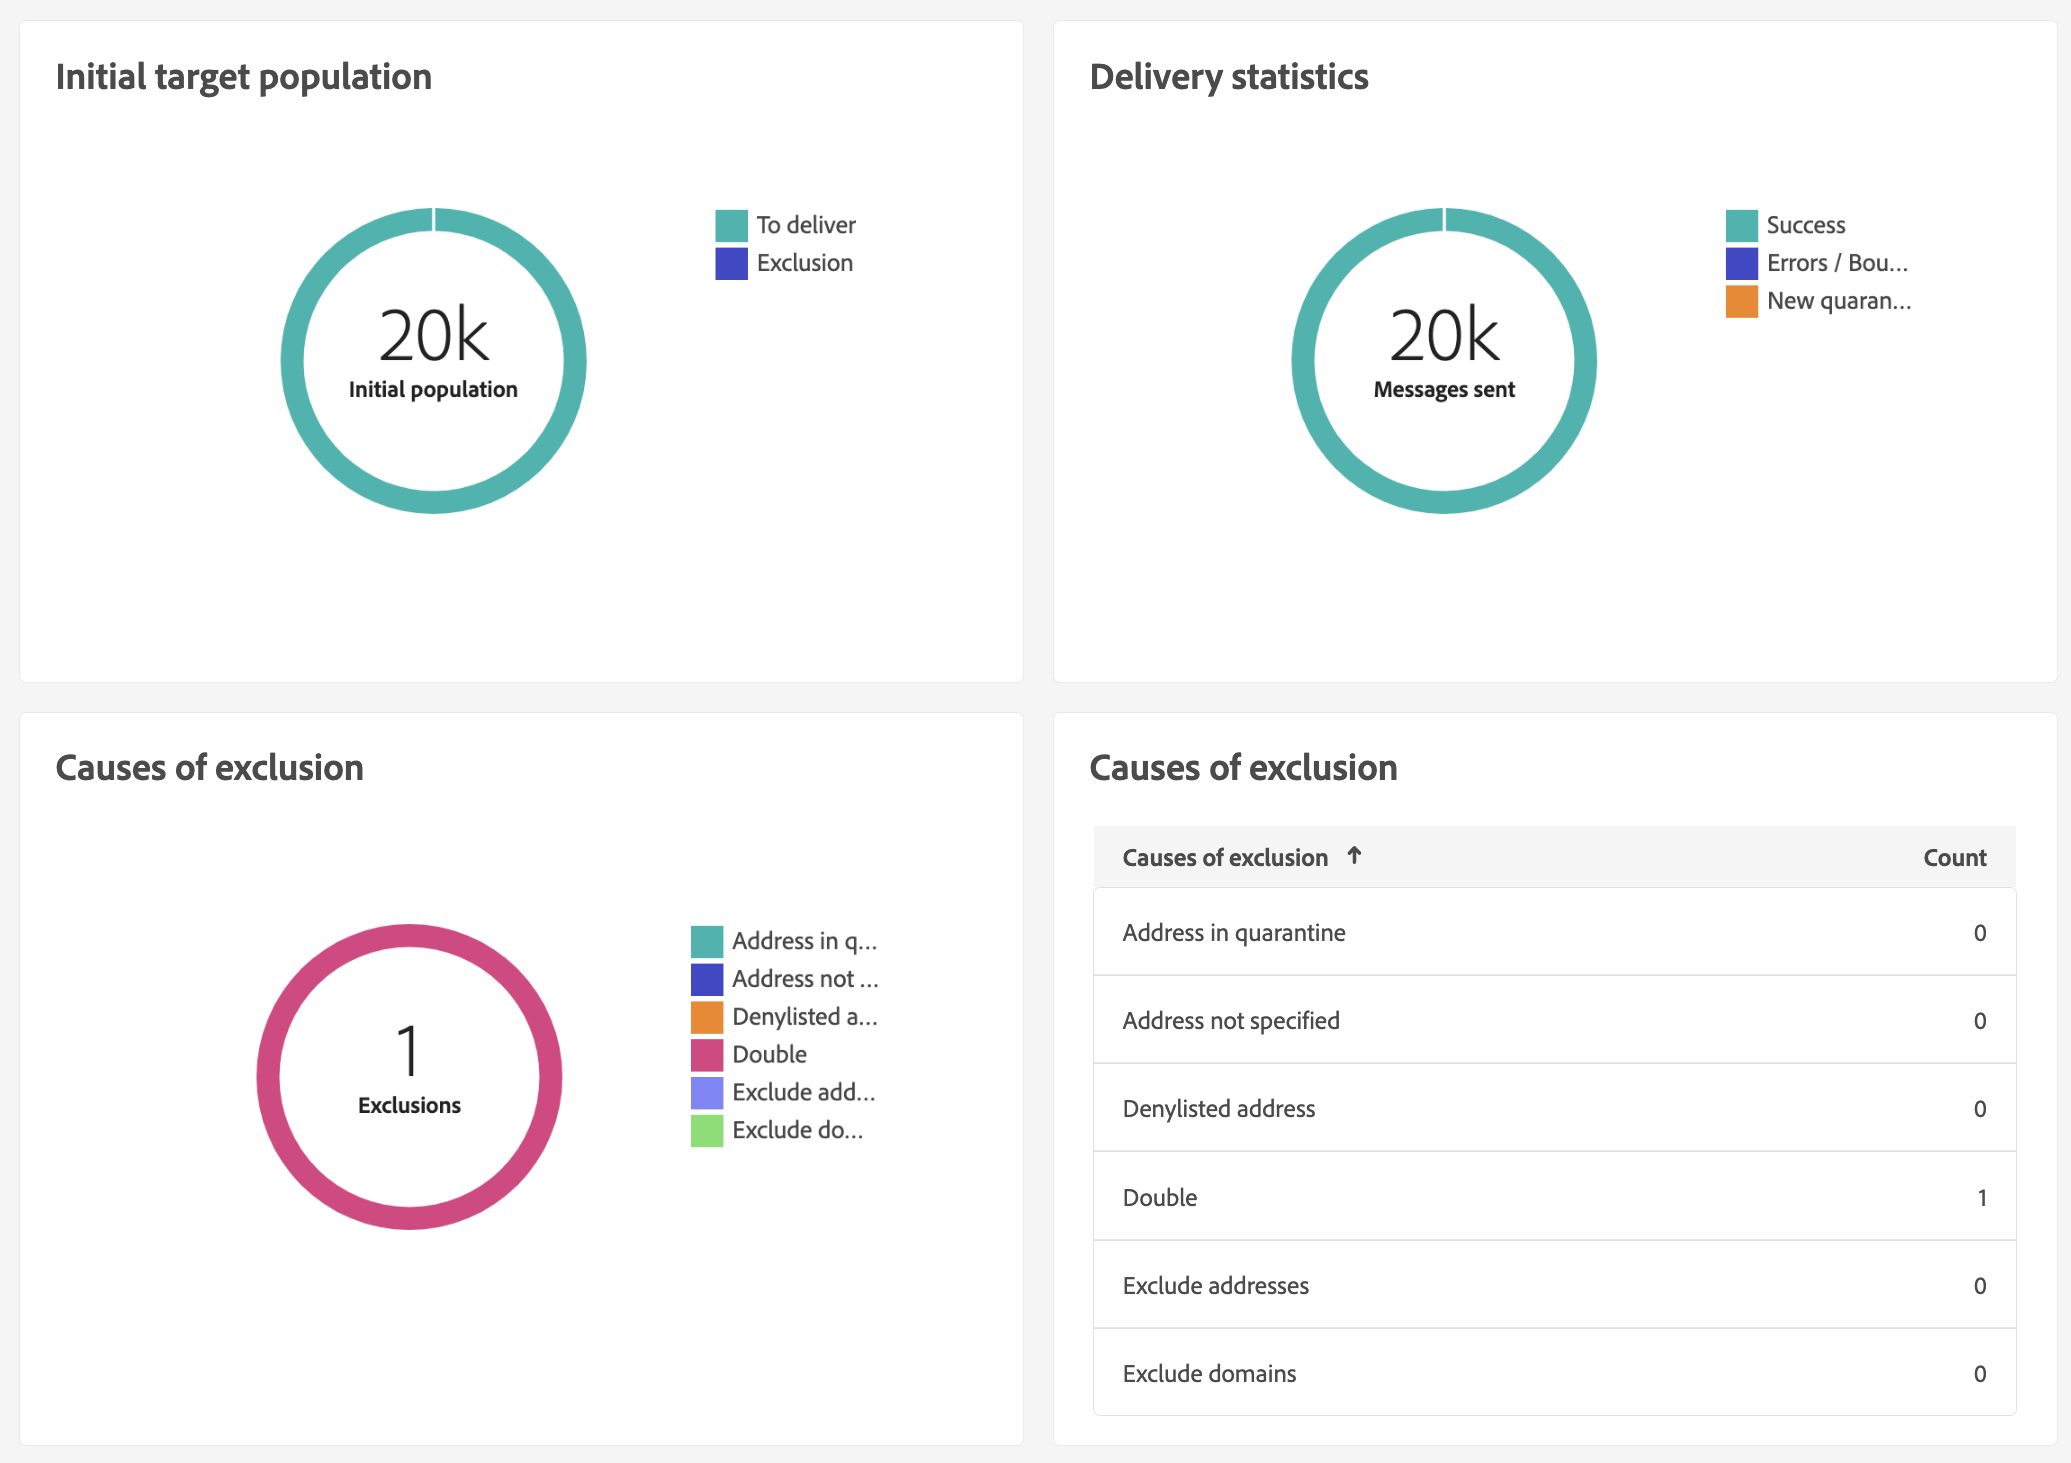 Initial target population
To deliver
Exclusion
20k
Initial population
Delivery statistics
Success
Errors / Bou...
New quaran...
20k
Messages sent
Causes of exclusion
Address in q...
Address not ...
Denylisted a...
Double
Exclude add...
Exclude do...
1
Exclusions
Causes of exclusion
Causes of exclusion ↑ Count
Address in quarantine 0
Address not specified 0
Denylisted address 0
Double 1
Exclude addresses 0
Exclude domains 0